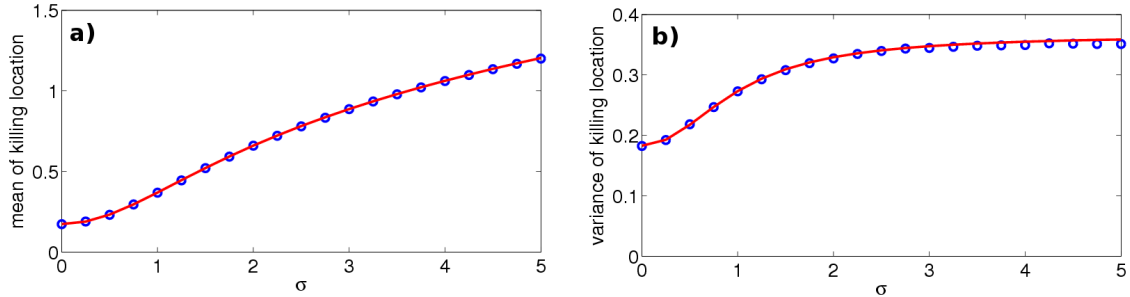 a)
mean of killing location
1.5
1
0.5
0
0 1 2 3 4 5
σ
b)
variance of killing location
0.4
0.3
0.2
0.1
0
0 1 2 3 4 5
σ